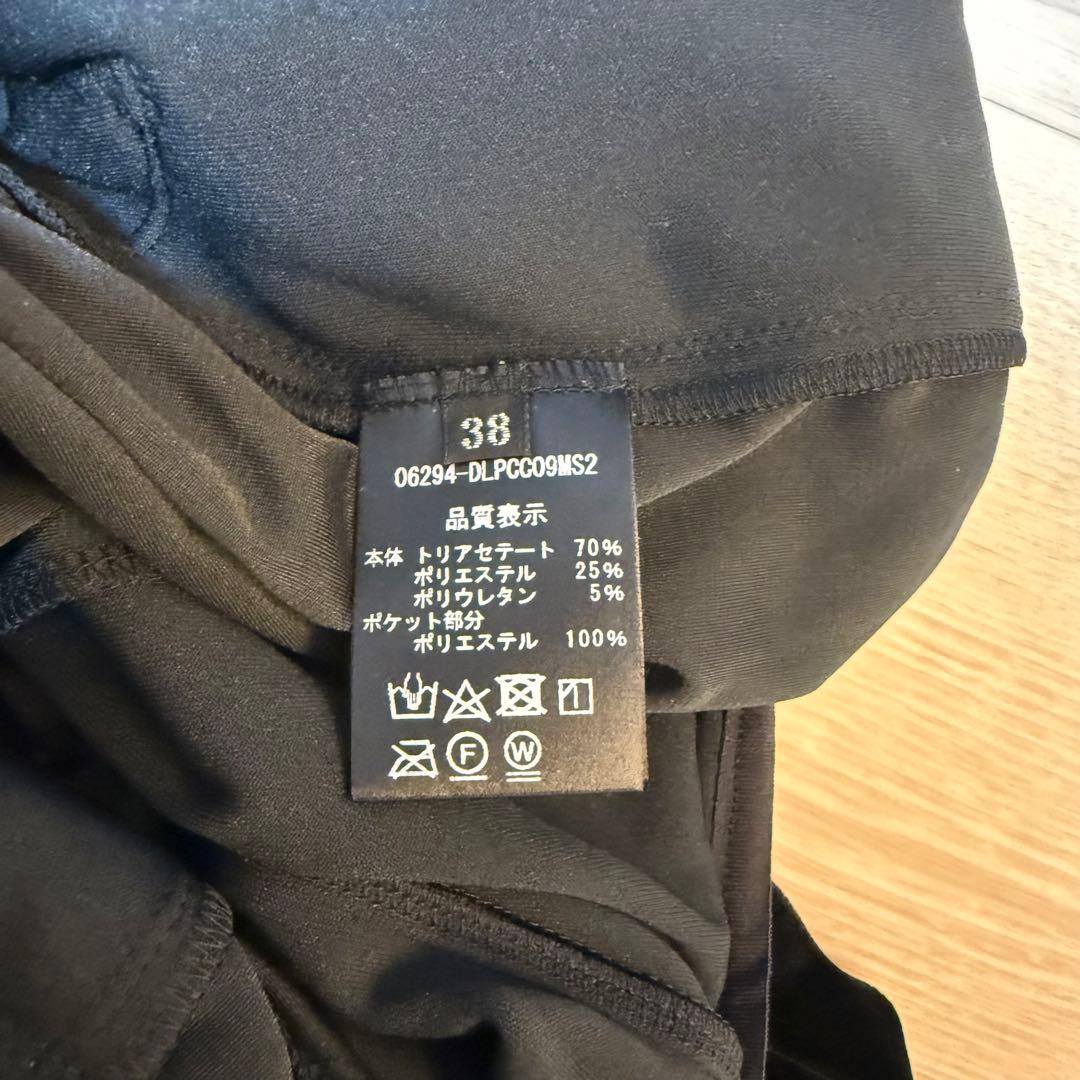 38
06294-DLPCC09MS2
品質表示
本体 トリアセテート 70%
ポリエステル 25%
ポリウレタン 5%
ポケット部分
ポリエステル 100%
F W